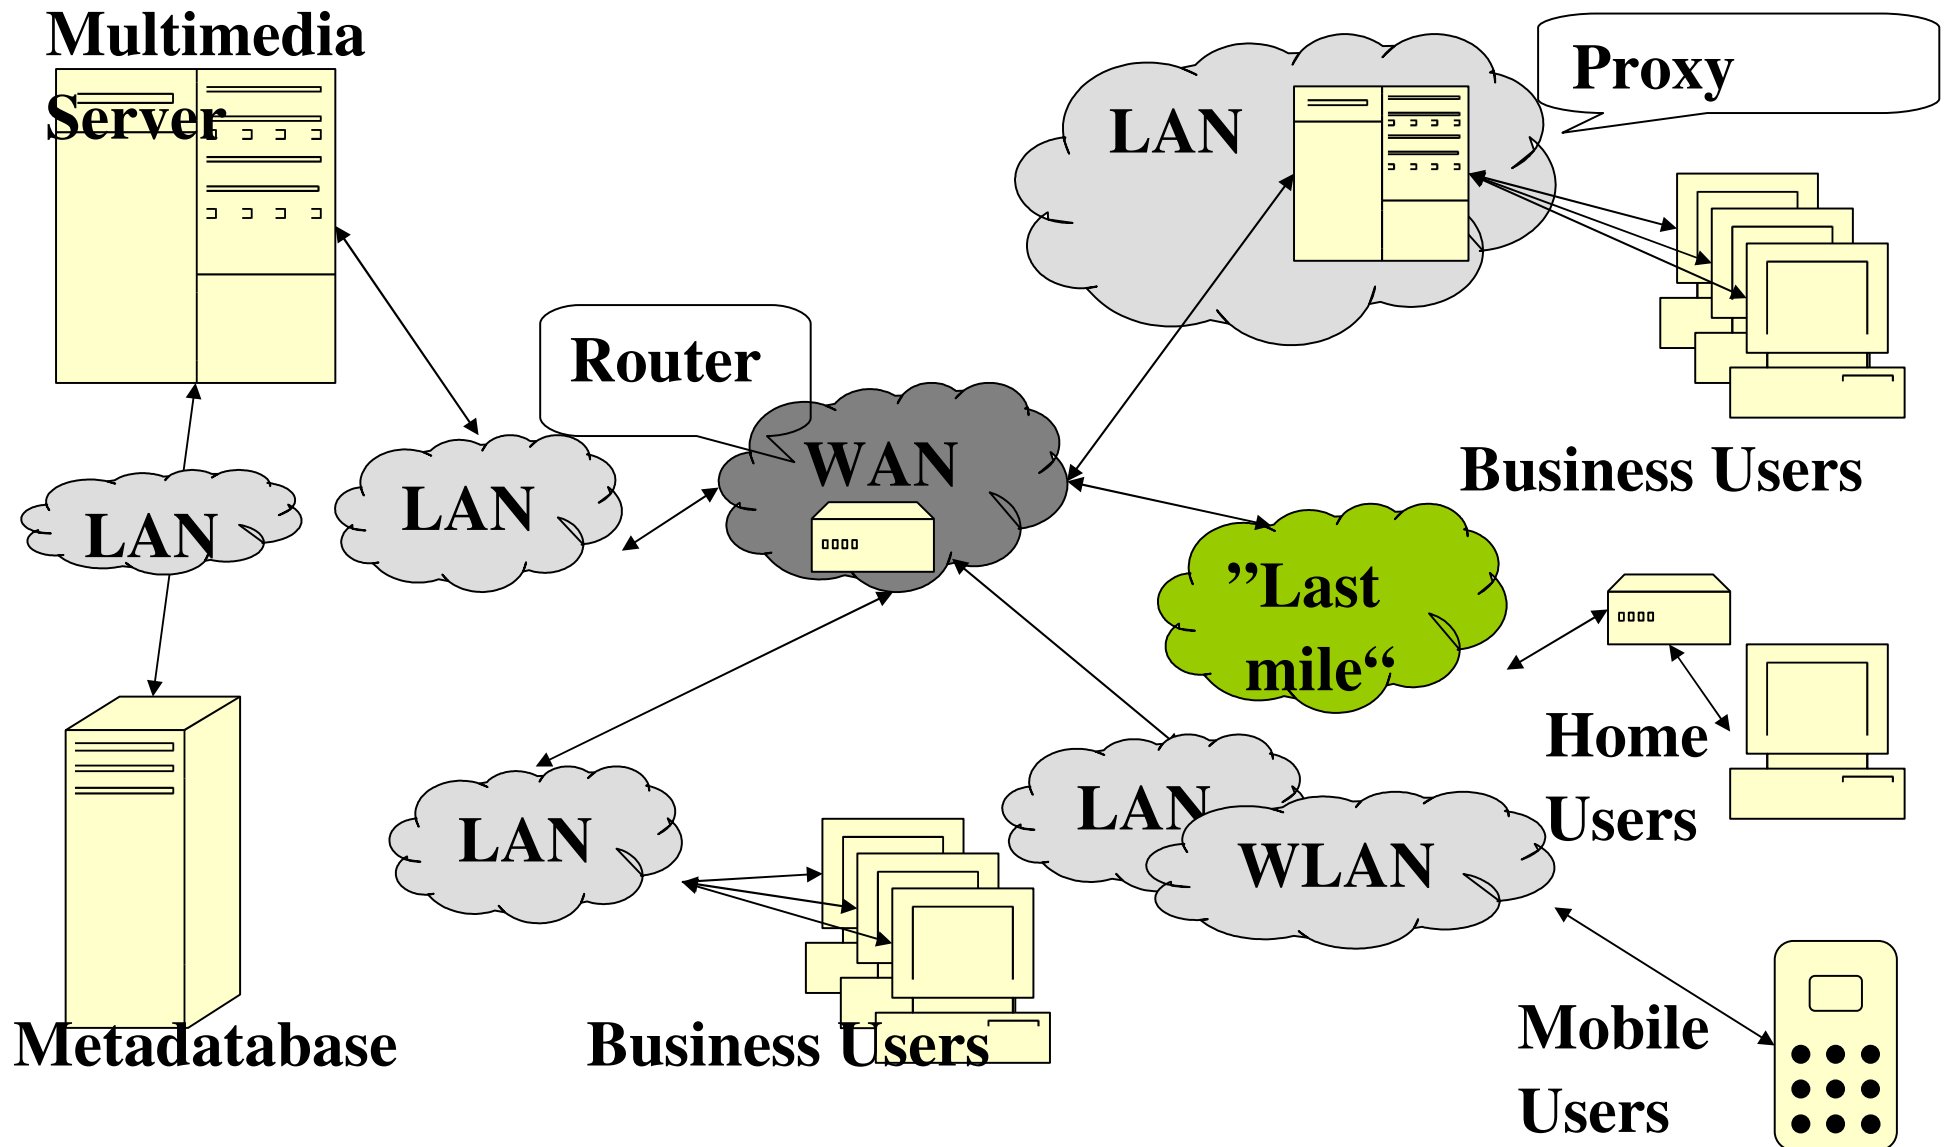 Multimedia
Server
Proxy
LAN
Router
WAN
Business Users
LAN
LAN
”Last
mile“
Home
Users
LAN
LAN
WLAN
Metadatabase
Business Users
Mobile
Users